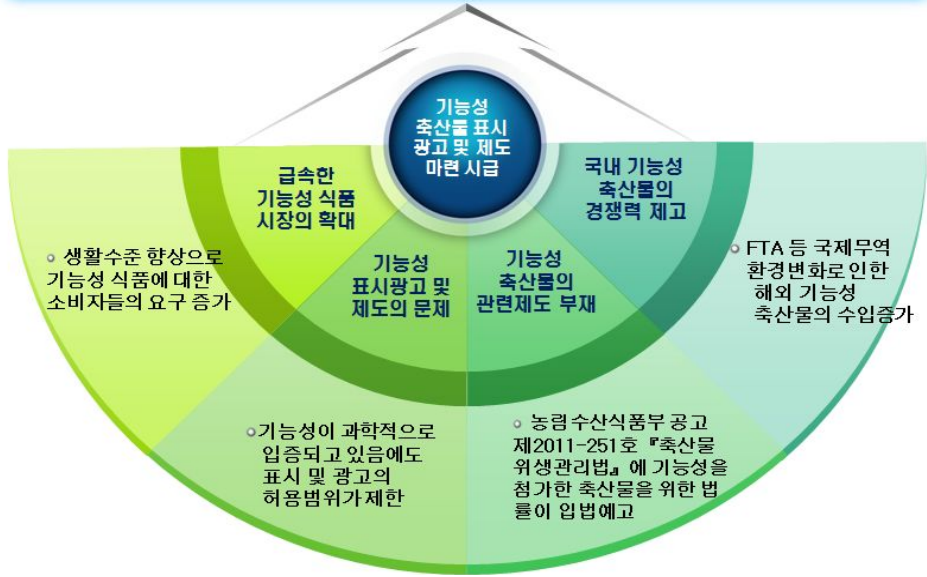 기능성
축산물 표시
광고 및 제도
마련 시급
급속한
기능성 식품
시장의 확대
기능성
표시광고 및
제도의 문제
기능성
축산물의
관련제도 부재
국내 기능성
축산물의
경쟁력 제고
생활수준 향상으로
기능성 식품에 대한
소비자들의 요구 증가
기능성이 과학적으로
입증되고 있음에도
표시 및 광고의
허용범위가 제한
농림수산식품부 공고
제2011-251호 『축산물
위생관리법』에 기능성을
첨가한 축산물을 위한 법
률이 입법예고
FTA 등 국제무역
환경변화로 인한
해외 기능성
축산물의 수입증가